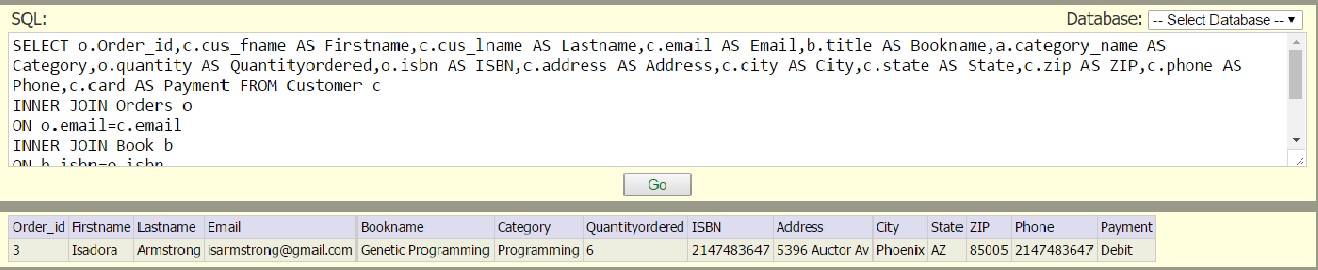 SQL: Database: -- Select Database --
SELECT o.Order_id,c.cus_fname AS Firstname,c.cus_lname AS Lastname,c.email AS Email,b.title AS Bookname,a.category_name AS
Category,o.quantity AS Quantityordered,o.isbn AS ISBN,c.address AS Address,c.city AS City,c.state AS State,c.zip AS ZIP,c.phone AS
Phone,c.card AS Payment FROM Customer c
INNER JOIN Orders o
ON o.email=c.email
INNER JOIN Book b
ON b.isbn=o.isbn
Go
Order_id Firstname Lastname Email Bookname Category Quantityordered ISBN Address City State ZIP Phone Payment
3 Isadora Armstrong isarmstrong@gmail.com Genetic Programming Programming 6 2147483647 5396 Auctor Av Phoenix AZ 85005 2147483647 Debit